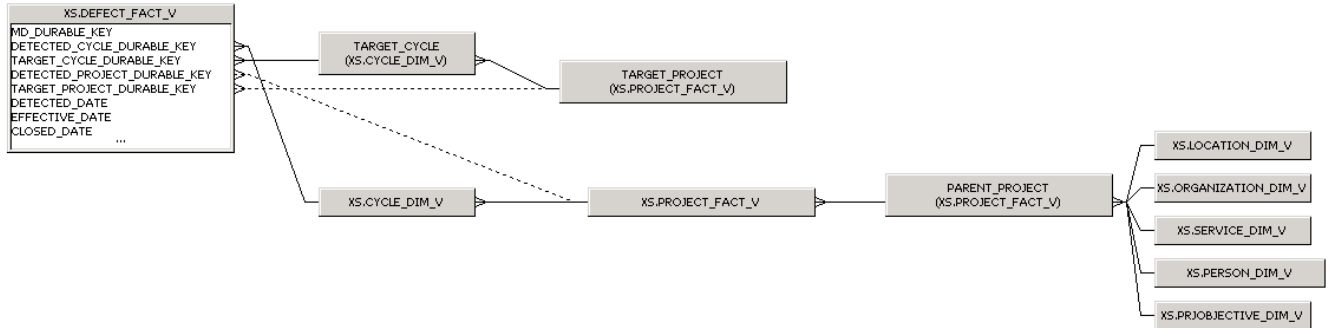 XS.DEFECT_FACT_V
MD_DURABLE_KEY
DETECTED_CYCLE_DURABLE_KEY
TARGET_CYCLE_DURABLE_KEY
DETECTED_PROJECT_DURABLE_KEY
TARGET_PROJECT_DURABLE_KEY
DETECTED_DATE
EFFECTIVE_DATE
CLOSED_DATE
...
TARGET_CYCLE
(XS.CYCLE_DIM_V)
TARGET_PROJECT
(XS.PROJECT_FACT_V)
XS.CYCLE_DIM_V
XS.PROJECT_FACT_V
PARENT_PROJECT
(XS.PROJECT_FACT_V)
XS.LOCATION_DIM_V
XS.ORGANIZATION_DIM_V
XS.SERVICE_DIM_V
XS.PERSON_DIM_V
XS.PRJOBJECTIVE_DIM_V